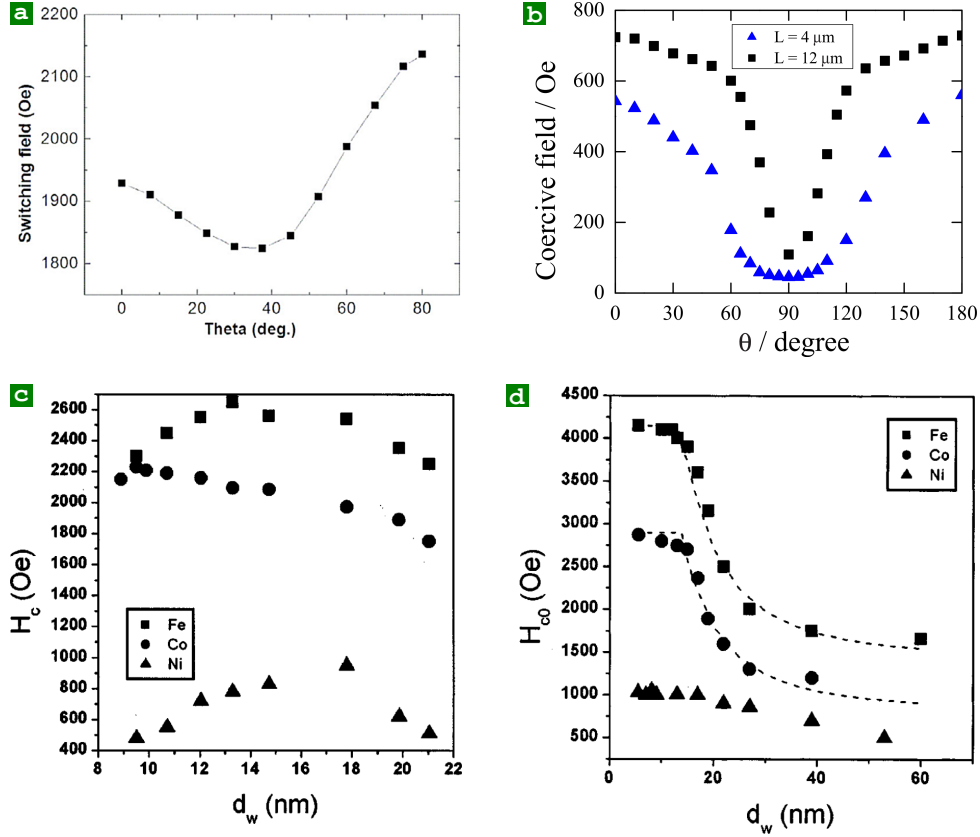 a
2200
2100
2000
1900
1800
Switching field (Oe)
0 20 40 60 80
Theta (deg.)
b
800
600
400
200
0
Coercive field / Oe
L = 4 μm
L = 12 μm
0 30 60 90 120 150 180
θ / degree
c
2600
2400
2200
2000
1800
1600
1400
1200
1000
800
600
400
H_c (Oe)
Fe
Co
Ni
8 10 12 14 16 18 20 22
d_w (nm)
d
4500
4000
3500
3000
2500
2000
1500
1000
500
H_c0 (Oe)
Fe
Co
Ni
0 20 40 60
d_w (nm)